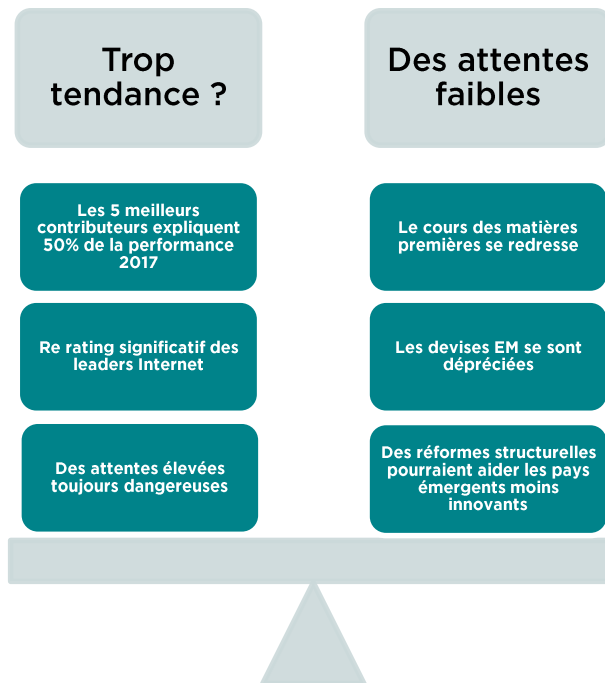 Trop
tendance ?
Des attentes
faibles
Les 5 meilleurs
contributeurs expliquent
50% de la performance
2017
Le cours des matières
premières se redresse
Re rating significatif des
leaders Internet
Les devises EM se sont
dépréciées
Des attentes élevées
toujours dangereuses
Des réformes structurelles
pourraient aider les pays
émergents moins
innovants